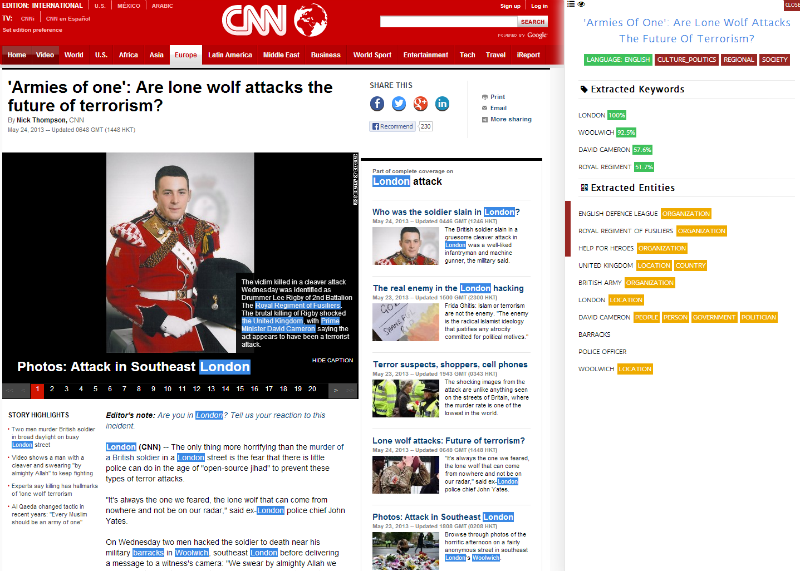 EDITION: INTERNATIONAL | U.S. | MÉXICO | ARABIC
TV: CNNi | CNN en Español
Set edition preference
CNN
Sign up | Log in
SEARCH
POWERED BY Google
Home Video World U.S. Africa Asia Europe Latin America Middle East Business World Sport Entertainment Tech Travel iReport
'Armies of one': Are lone wolf attacks the
future of terrorism?
By Nick Thompson, CNN
May 24, 2013 -- Updated 0648 GMT (1448 HKT)
SHARE THIS
Print
Email
More sharing
Recommend 230
The victim killed in a cleaver attack
Wednesday was identified as
Drummer Lee Rigby of 2nd Battalion
The Royal Regiment of Fusiliers.
The brutal killing of Rigby shocked
the United Kingdom, with Prime
Minister David Cameron saying the
act appears to have been a terrorist
attack.
HIDE CAPTION
Photos: Attack in Southeast London
1 2 3 4 5 6 7 8 9 10 11 12 13 14 15 16 17 18 19 20
STORY HIGHLIGHTS
Two men murder British soldier
in broad daylight on busy
London street
Video shows a man with a
cleaver and swearing "by
almighty Allah" to keep fighting
Experts say killing has hallmarks
of 'lone wolf' terrorism
Al Qaeda changed tactic in
recent years: "Every Muslim
should be an army of one"
Editor's note: Are you in London? Tell us your reaction to this
incident.
London (CNN) -- The only thing more horrifying than the murder of
a British soldier in a London street is the fear that there is little
police can do in the age of "open-source jihad" to prevent these
types of terror attacks.
"It's always the one we feared, the lone wolf that can come from
nowhere and not be on our radar," said ex-London police chief John
Yates.
On Wednesday two men hacked the soldier to death near his
military barracks in Woolwich, southeast London before delivering
a message to a witness's camera. "We swear by almighty Allah we
Part of complete coverage on
London attack
Who was the soldier slain in London?
May 24, 2013 -- Updated 0446 GMT (1246 HKT)
The British soldier slain in a
gruesome cleaver attack in
London was a well-liked
infantryman and machine
gunner, the military said.
The real enemy in the London hacking
May 23, 2013 -- Updated 1600 GMT (2300 HKT)
Frida Ghitis: Islam or terrorism
are not the enemy. "The enemy
is the radical Islamist ideology
that justifies any atrocity
committed for political motives."
Terror suspects, shoppers, cell phones
May 23, 2013 -- Updated 1943 GMT (0343 HKT)
The shocking images from the
attack are unlike anything seen
on the streets of Britain, where
the murder rate is one of the
lowest in the world.
Lone wolf attacks: Future of terrorism?
May 24, 2013 -- Updated 0648 GMT (1448 HKT)
"It's always the one we feared,
the lone wolf that could come
from nowhere and not be on our
radar," said ex-London
police chief John Yates.
Photos: Attack in Southeast London
May 23, 2013 -- Updated 1808 GMT (0208 HKT)
Browse through photos of the
horrific afternoon on a fairly
anonymous street in southeast
London's Woolwich.
CLOSE
'Armies Of One': Are Lone Wolf Attacks
The Future Of Terrorism?
LANGUAGE: ENGLISH CULTURE_POLITICS REGIONAL SOCIETY
Extracted Keywords
LONDON 100%
WOOLWICH 92.5%
DAVID CAMERON 57.6%
ROYAL REGIMENT 51.7%
Extracted Entities
ENGLISH DEFENCE LEAGUE ORGANIZATION
ROYAL REGIMENT OF FUSILIERS ORGANIZATION
HELP FOR HEROES ORGANIZATION
UNITED KINGDOM LOCATION COUNTRY
BRITISH ARMY ORGANIZATION
LONDON LOCATION
DAVID CAMERON PEOPLE PERSON GOVERNMENT POLITICIAN
BARRACKS
POLICE OFFICER
WOOLWICH LOCATION